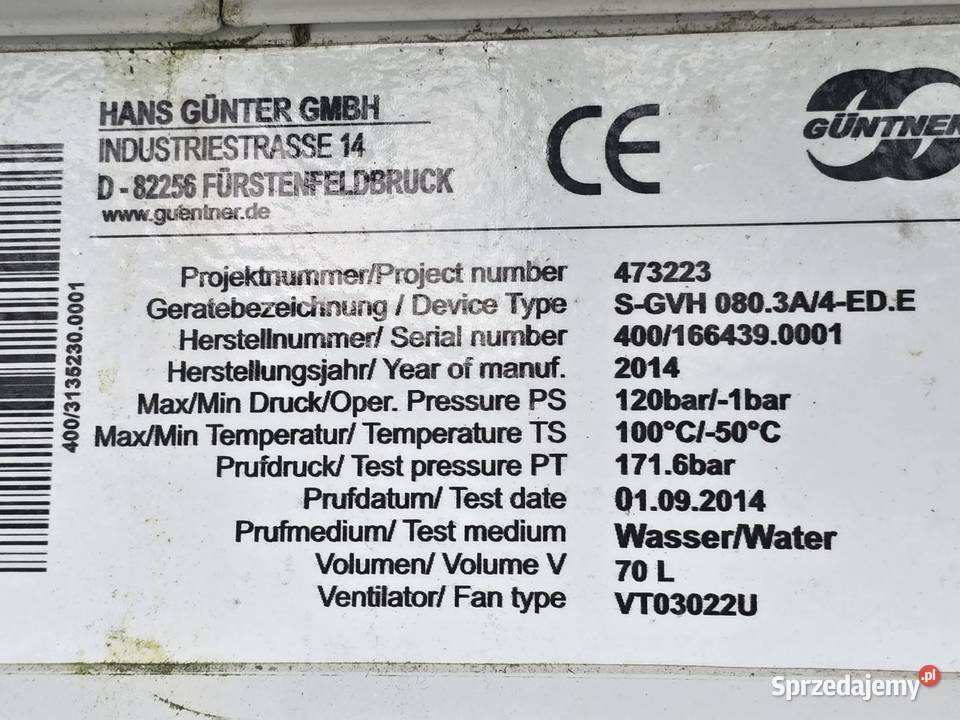 HANS GÜNTER GMBH
INDUSTRIESTRASSE 14
D - 82256 FÜRSTENFELDBRUCK
www.guentner.de
CE
GÜNTNER
400/3135230.0001
Projektnummer/Project number 473223
Geratebezeichnung / Device Type S-GVH 080.3A/4-ED.E
Herstellnummer/ Serial number 400/166439.0001
Herstellungsjahr/ Year of manuf. 2014
Max/Min Druck/Oper. Pressure PS 120bar/-1bar
Max/Min Temperatur/ Temperature TS 100°C/-50°C
Prufdruck/ Test pressure PT 171.6bar
Prufdatum/ Test date 01.09.2014
Prufmedium/ Test medium Wasser/Water
Volumen/ Volume V 70 L
Ventilator/ Fan type VT03022U
Sprzedajemy.pl